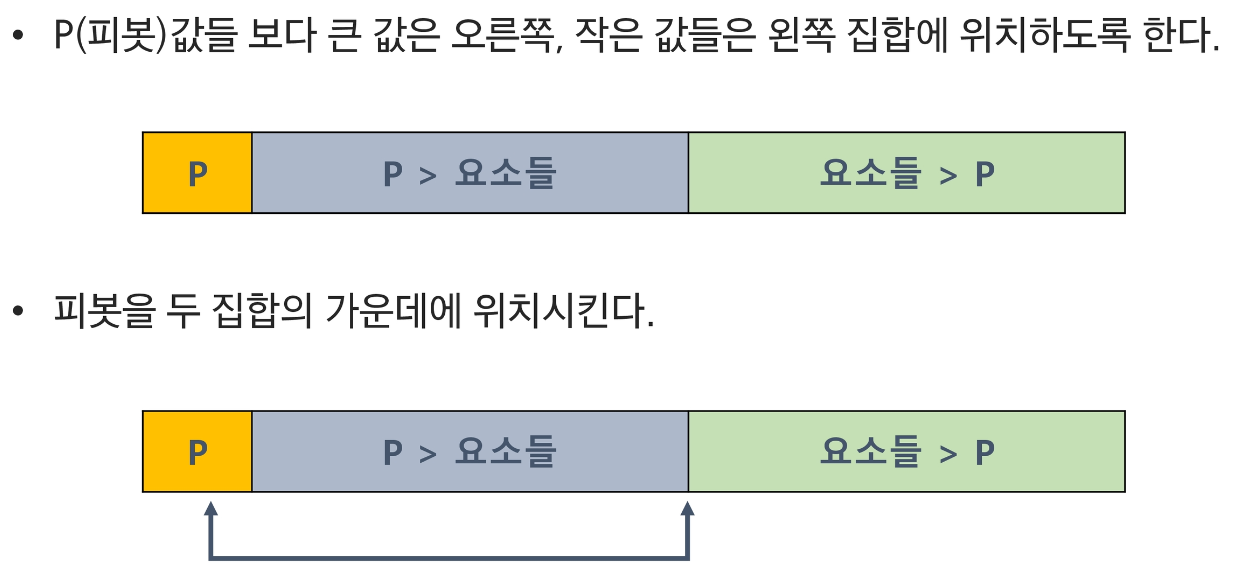 • P(피봇)값들 보다 큰 값은 오른쪽, 작은 값들은 왼쪽 집합에 위치하도록 한다.
P P > 요소들 요소들 > P
• 피봇을 두 집합의 가운데에 위치시킨다.
P P > 요소들 요소들 > P